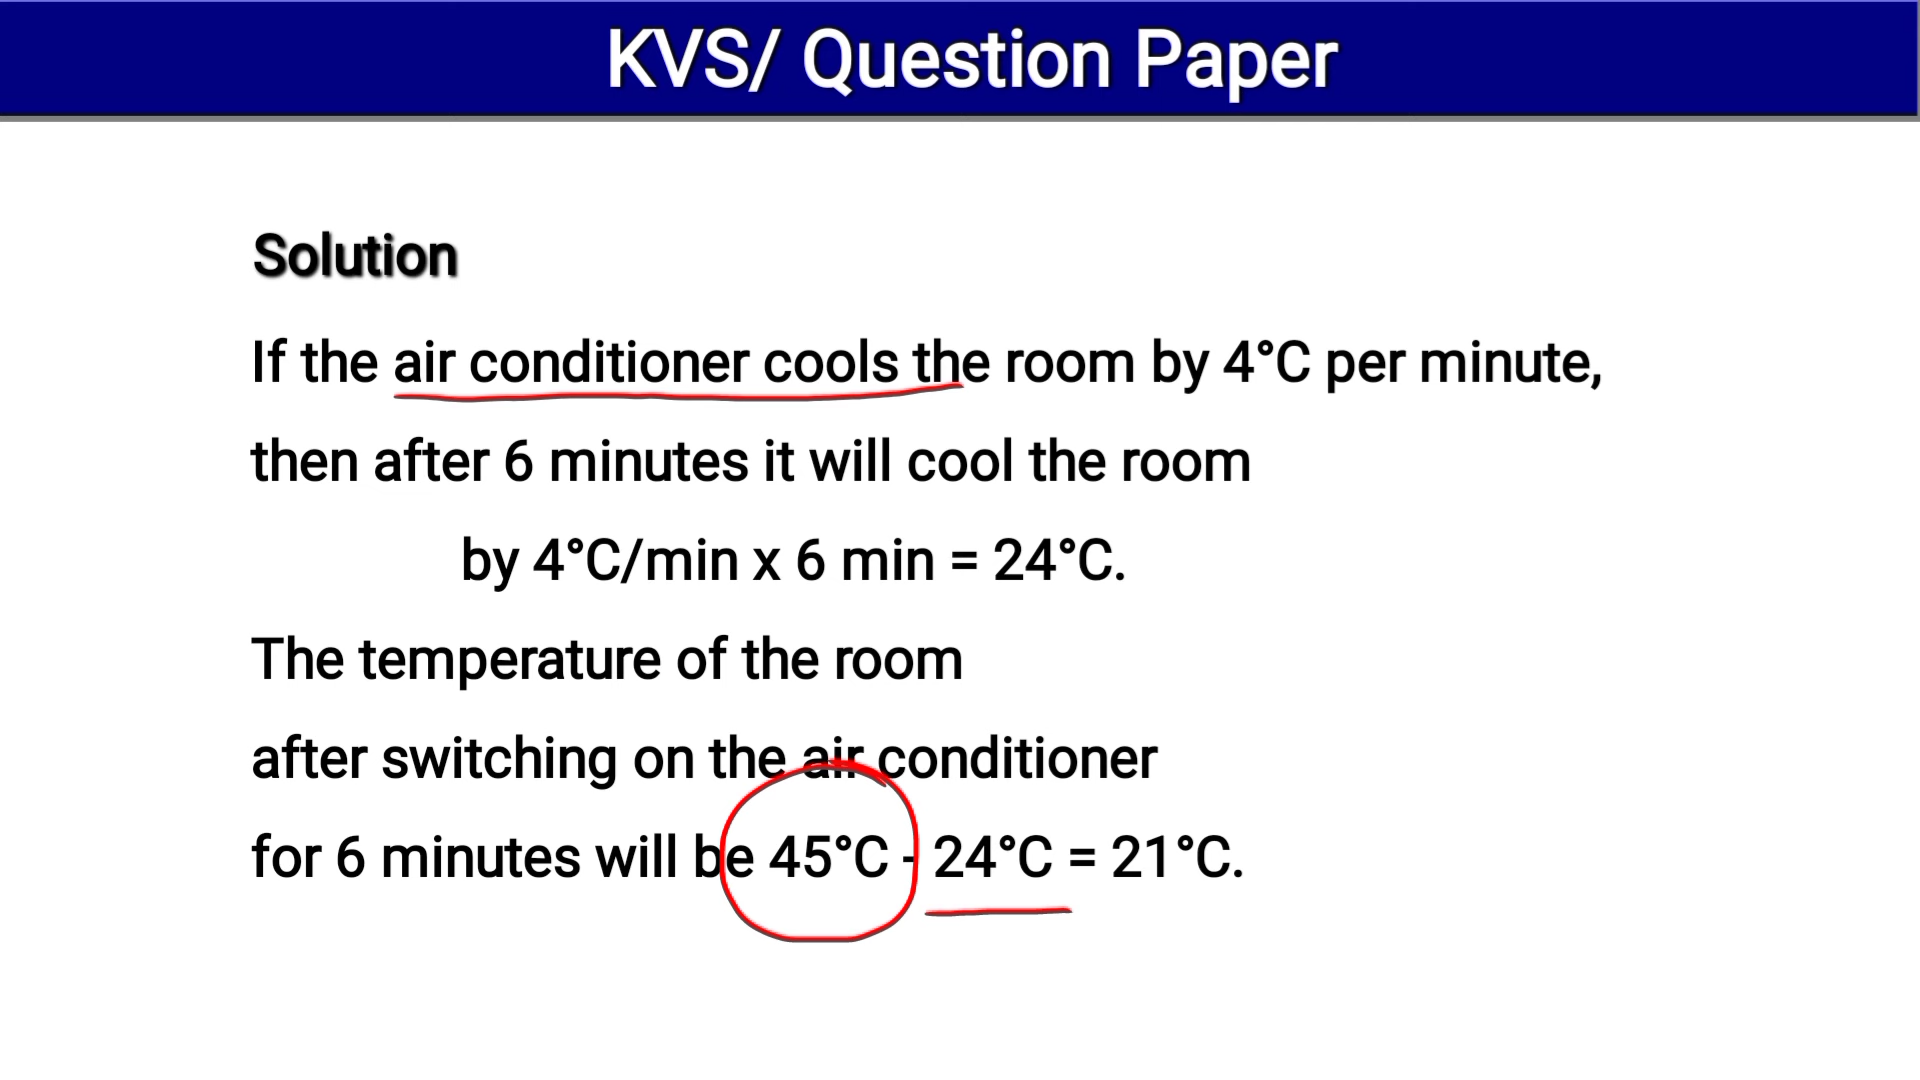 KVS/ Question Paper
Solution
If the air conditioner cools the room by 4°C per minute,
then after 6 minutes it will cool the room
by 4°C/min x 6 min = 24°C.
The temperature of the room
after switching on the air conditioner
for 6 minutes will be 45°C - 24°C = 21°C.